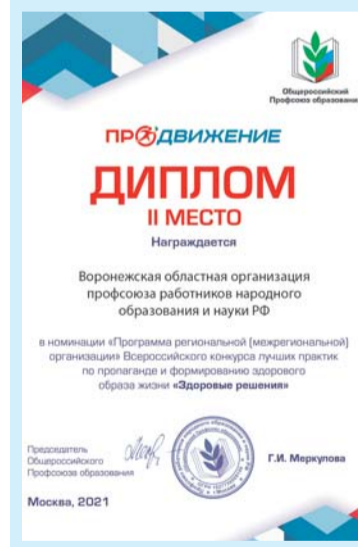 Общероссийский
Профсоюз образования
ПРОДВИЖЕНИЕ
ДИПЛОМ
II МЕСТО
Награждается
Воронежская областная организация
профсоюза работников народного
образования и науки РФ
в номинации «Программа региональной (межрегиональной)
организации» Всероссийского конкурса лучших практик
по пропаганде и формированию здорового
образа жизни «Здоровые решения»
Председатель
Общероссийского
Профсоюза образования
Г.И. Меркулова
Москва, 2021